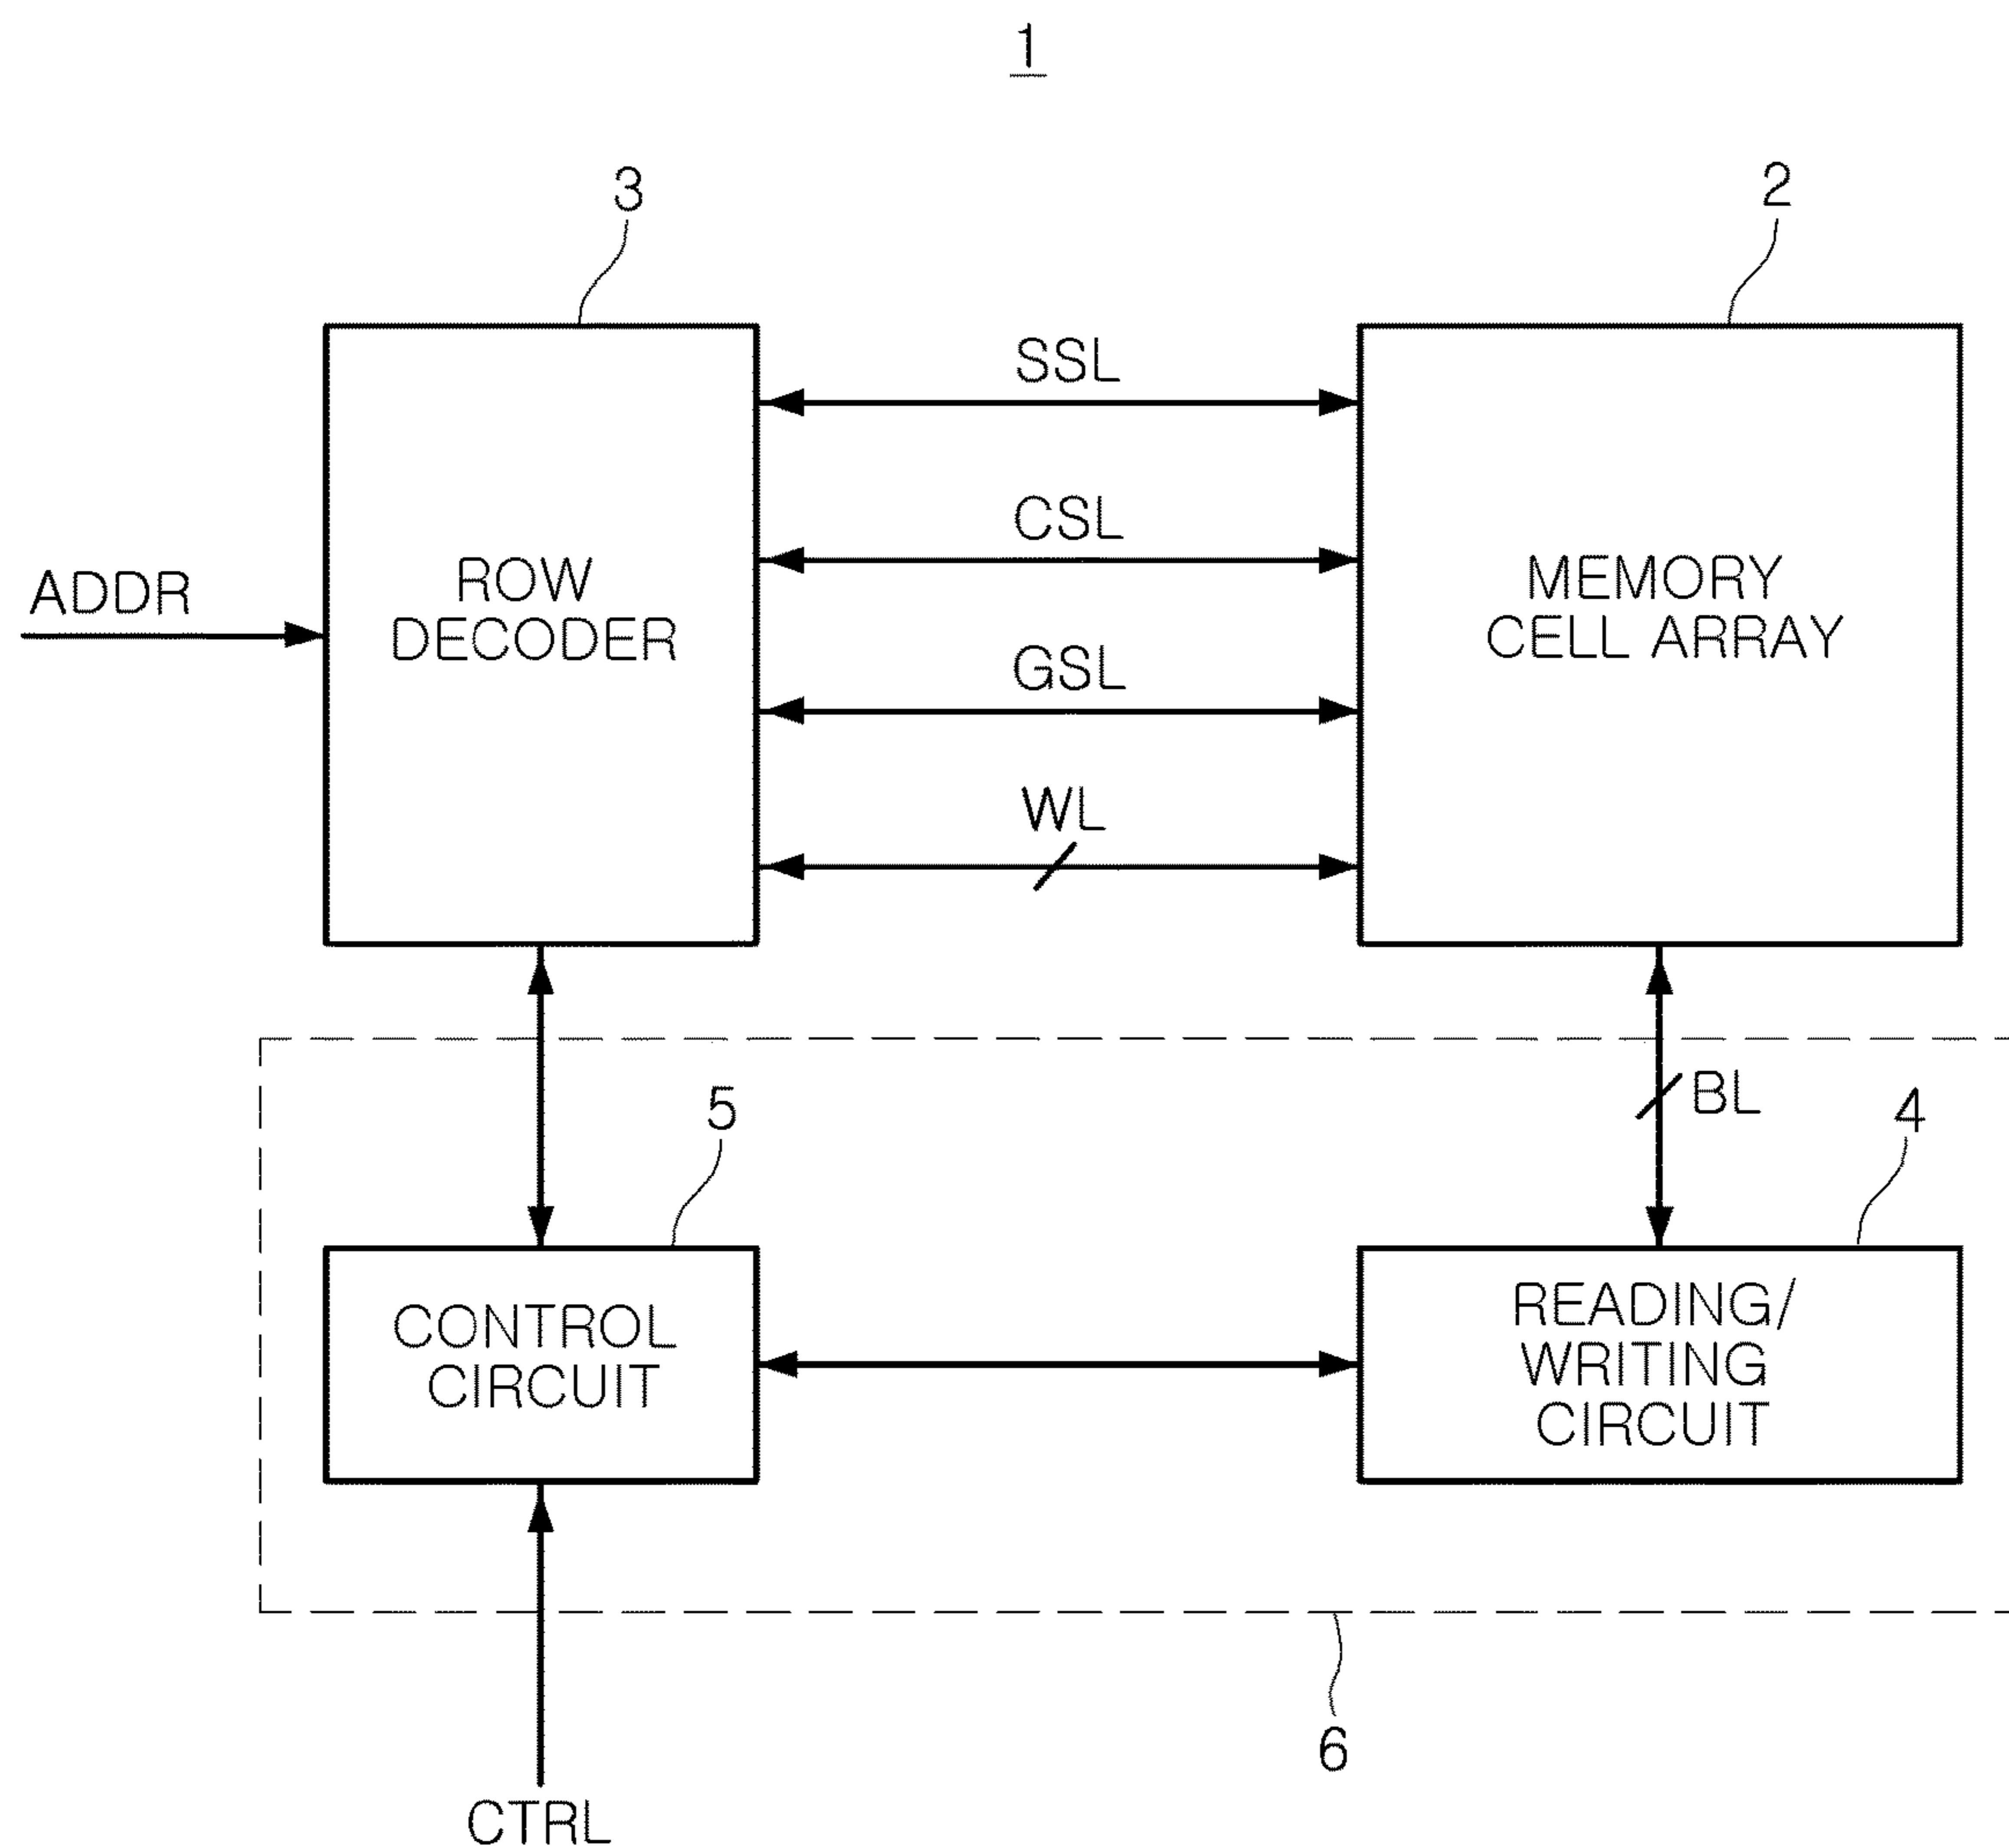 1
3
2
SSL
CSL
ADDR
ROW
DECODER
MEMORY
CELL ARRAY
GSL
WL
BL
5
4
CONTROL
CIRCUIT
READING/
WRITING
CIRCUIT
6
CTRL